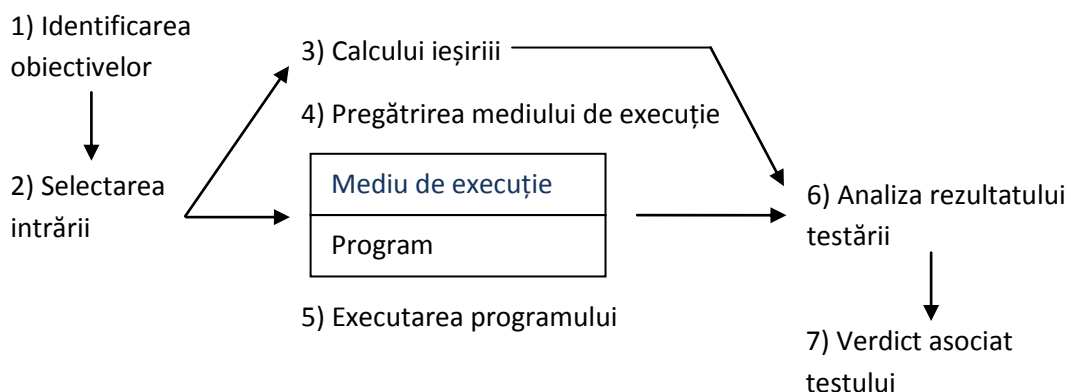 1) Identificarea
obiectivelor
2) Selectarea
intrării
3) Calcului ieșiriii
4) Pregătrirea mediului de execuție
Mediu de execuție
Program
5) Executarea programului
6) Analiza rezultatului
testării
7) Verdict asociat
testului